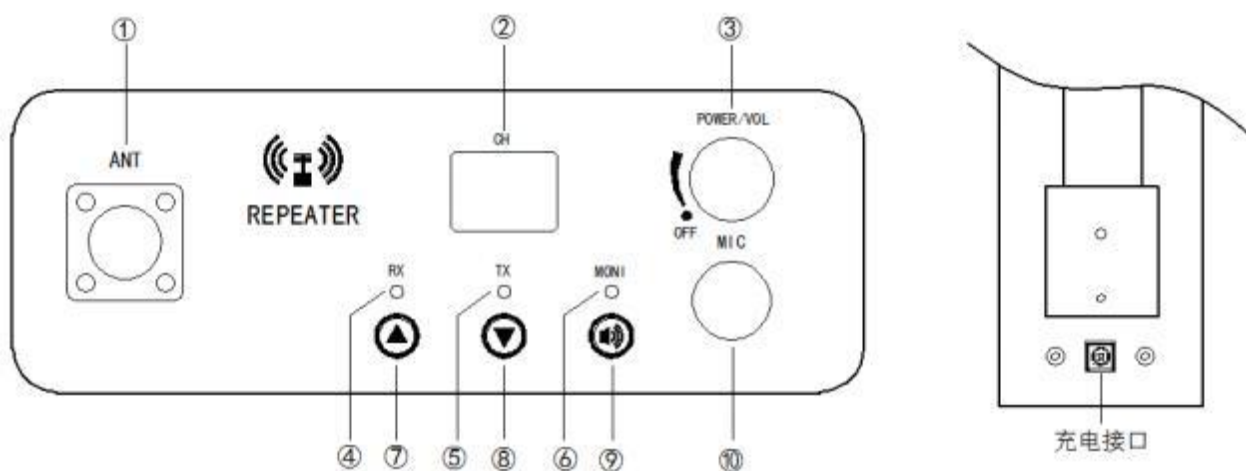 ① ② ③
ANT
REPEATER
CH
POWER/VOL
OFF
MIC
RX TX MONI
④ ⑦ ⑤ ⑧ ⑥ ⑨ ⑩
充电接口